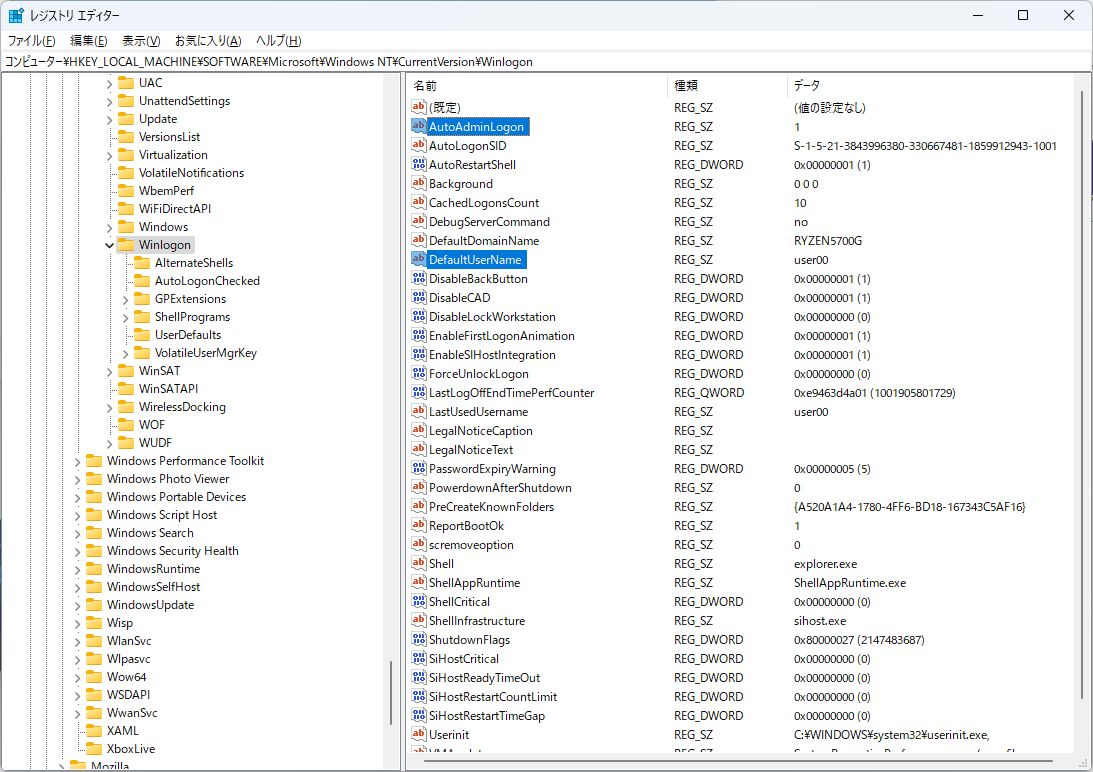 レジストリ エディター
ファイル(F) 編集(E) 表示(V) お気に入り(A) ヘルプ(H)
コンピューター¥HKEY_LOCAL_MACHINE¥SOFTWARE¥Microsoft¥Windows NT¥CurrentVersion¥Winlogon
UAC
UnattendSettings
Update
VersionsList
Virtualization
VolatileNotifications
WbemPerf
WiFiDirectAPI
Windows
Winlogon
AlternateShells
AutoLogonChecked
GPExtensions
ShellPrograms
UserDefaults
VolatileUserMgrKey
WinSAT
WinSATAPI
WirelessDocking
WOF
WUDF
Windows Performance Toolkit
Windows Photo Viewer
Windows Portable Devices
Windows Script Host
Windows Search
Windows Security Health
WindowsRuntime
WindowsSelfHost
WindowsUpdate
Wisp
WlanSvc
Wlpasvc
Wow64
WSDAPI
WwanSvc
XAML
XboxLive
Mozilla
名前 種類 データ
(既定) REG_SZ (値の設定なし)
AutoAdminLogon REG_SZ 1
AutoLogonSID REG_SZ S-1-5-21-3843996380-330667481-1859912943-1001
AutoRestartShell REG_DWORD 0x00000001 (1)
Background REG_SZ 0 0 0
CachedLogonsCount REG_SZ 10
DebugServerCommand REG_SZ no
DefaultDomainName REG_SZ RYZEN5700G
DefaultUserName REG_SZ user00
DisableBackButton REG_DWORD 0x00000001 (1)
DisableCAD REG_DWORD 0x00000001 (1)
DisableLockWorkstation REG_DWORD 0x00000000 (0)
EnableFirstLogonAnimation REG_DWORD 0x00000001 (1)
EnableSIHostIntegration REG_DWORD 0x00000001 (1)
ForceUnlockLogon REG_DWORD 0x00000000 (0)
LastLogOffEndTimePerfCounter REG_QWORD 0xe9463d4a01 (1001905801729)
LastUsedUsername REG_SZ user00
LegalNoticeCaption REG_SZ
LegalNoticeText REG_SZ
PasswordExpiryWarning REG_DWORD 0x00000005 (5)
PowerdownAfterShutdown REG_SZ 0
PreCreateKnownFolders REG_SZ {A520A1A4-1780-4FF6-BD18-167343C5AF16}
ReportBootOk REG_SZ 1
scremoveoption REG_SZ 0
Shell REG_SZ explorer.exe
ShellAppRuntime REG_SZ ShellAppRuntime.exe
ShellCritical REG_DWORD 0x00000000 (0)
ShellInfrastructure REG_SZ sihost.exe
ShutdownFlags REG_DWORD 0x80000027 (2147483687)
SiHostCritical REG_DWORD 0x00000000 (0)
SiHostReadyTimeOut REG_DWORD 0x00000000 (0)
SiHostRestartCountLimit REG_DWORD 0x00000000 (0)
SiHostRestartTimeGap REG_DWORD 0x00000000 (0)
Userinit REG_SZ C:¥WINDOWS¥system32¥userinit.exe,